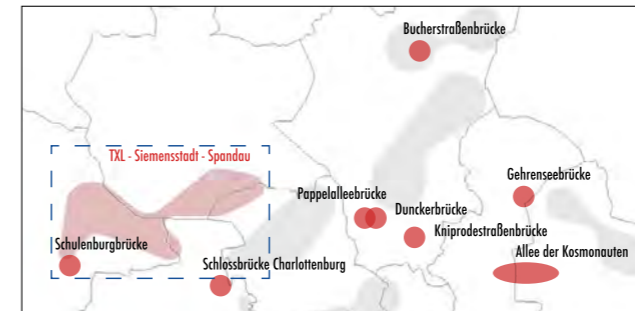 Bucherstraßenbrücke
TXL - Siemensstadt - Spandau
Gehrenseebrücke
Pappelalleebrücke
Dunckerbrücke
Kniprodestraßenbrücke
Schulenburgbrücke
Allee der Kosmonauten
Schlossbrücke Charlottenburg